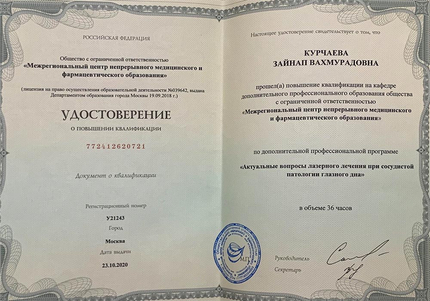 РОССИЙСКАЯ ФЕДЕРАЦИЯ
Общество с ограниченной ответственностью
«Межрегиональный центр непрерывного медицинского и
фармацевтического образования»
(лицензия на право осуществления образовательной деятельности №039642, выдана
Департаментом образования города Москвы 19.09.2018 г.)
УДОСТОВЕРЕНИЕ
О ПОВЫШЕНИИ КВАЛИФИКАЦИИ
772412620721
Документ о квалификации
Регистрационный номер
У21243
Город
Москва
Дата выдачи
23.10.2020
Настоящее удостоверение свидетельствует о том, что
КУРЧАЕВА
ЗАЙНАП ВАХМУРАДОВНА
прошел(а) повышение квалификации на кафедре
дополнительного профессионального образования общества
с ограниченной ответственностью
«Межрегиональный центр непрерывного медицинского
и фармацевтического образования»
по дополнительной профессиональной программе
«Актуальные вопросы лазерного лечения при сосудистой
патологии глазного дна»
в объеме 36 часов
Руководитель
Секретарь